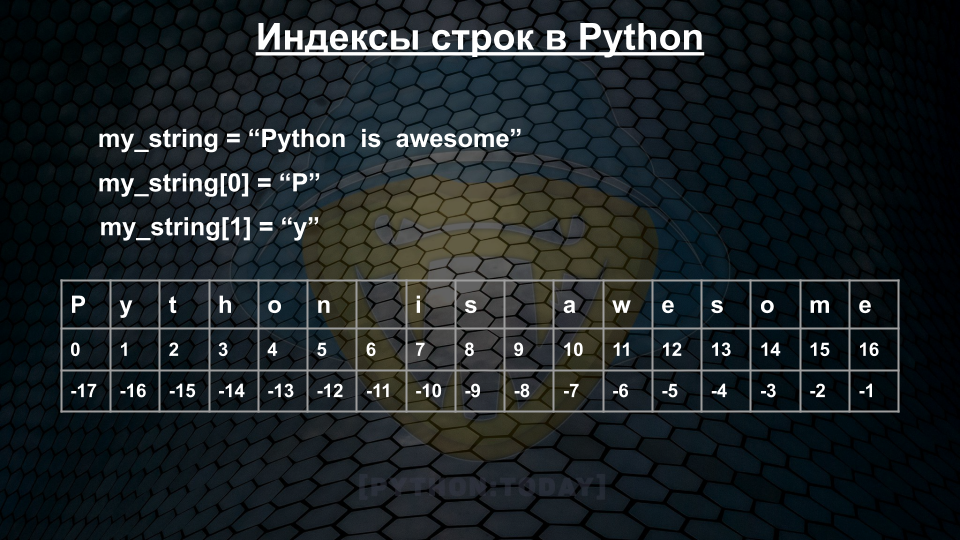 Индексы строк в Python
my_string = “Python  is  awesome”
my_string[0] = “P”
my_string[1] = “y”
P y t h o n i s a w e s o m e
0 1 2 3 4 5 6 7 8 9 10 11 12 13 14 15 16
-17 -16 -15 -14 -13 -12 -11 -10 -9 -8 -7 -6 -5 -4 -3 -2 -1
[PYTHON:TODAY]